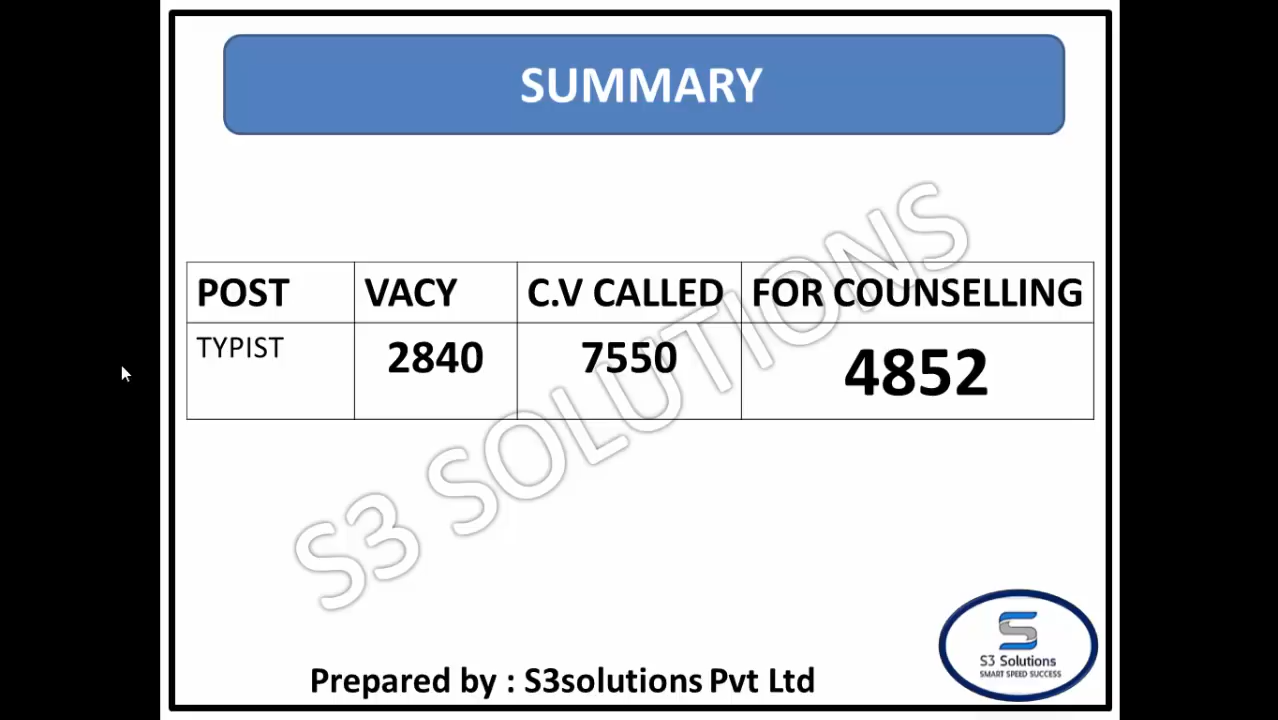 SUMMARY
POST VACY C.V CALLED FOR COUNSELLING
TYPIST 2840 7550 4852
S3 SOLUTIONS
S3 Solutions
SMART SPEED SUCCESS
Prepared by : S3solutions Pvt Ltd